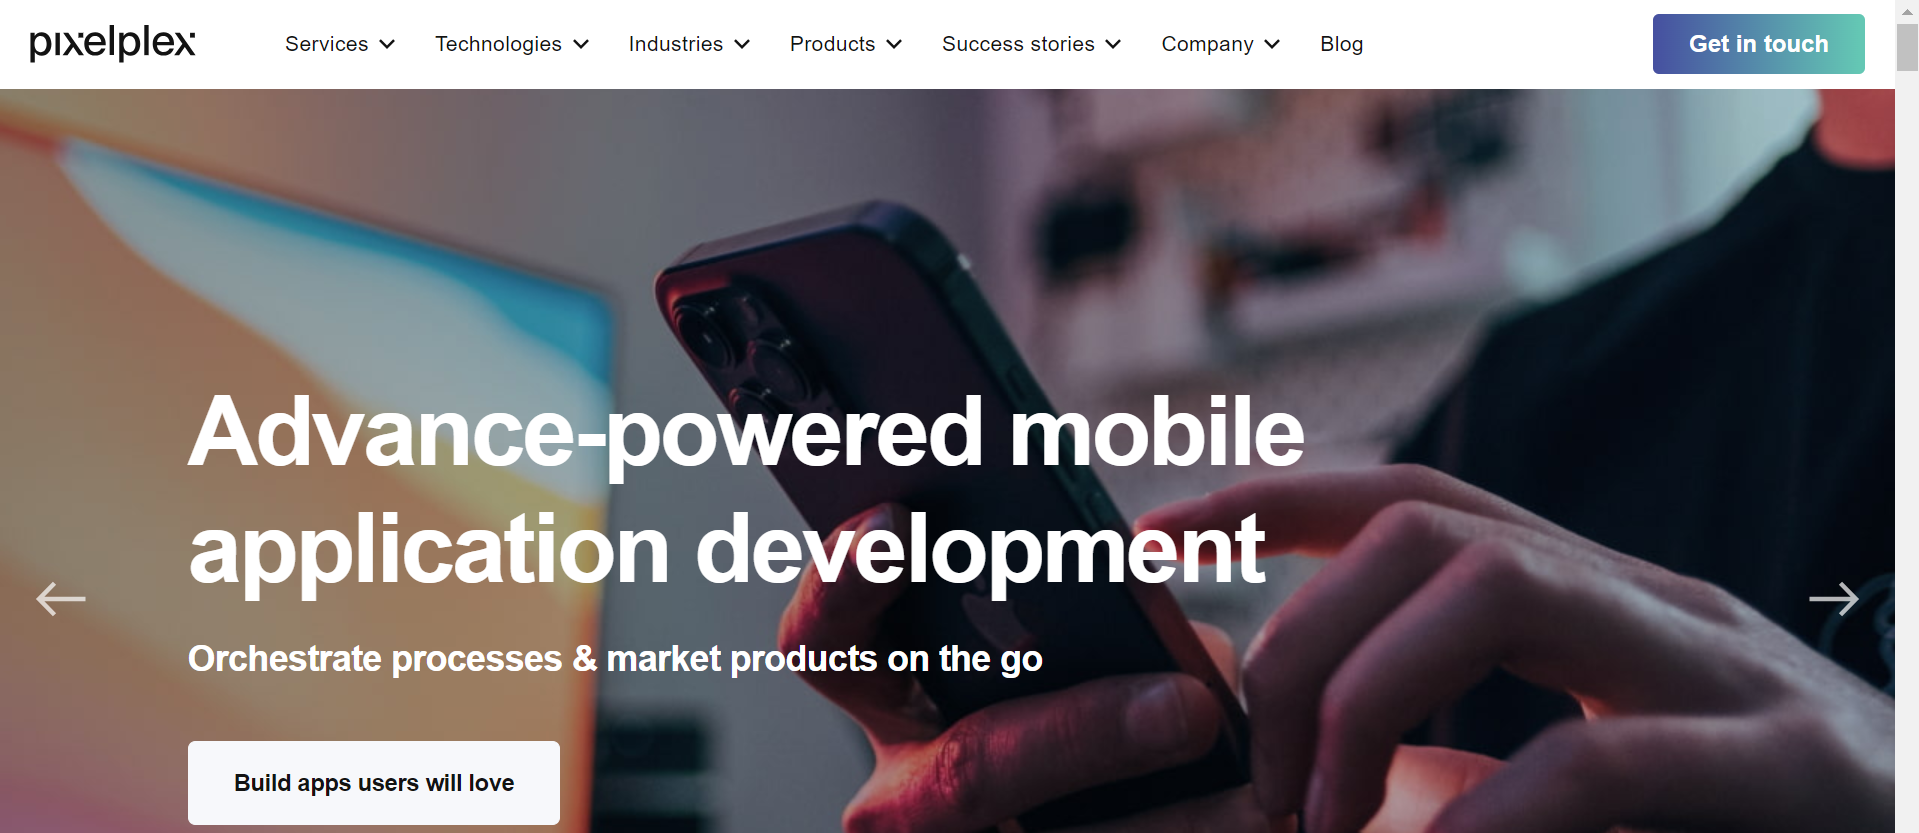 pixelplex Services Technologies Industries Products Success stories Company Blog Get in touch
Advance-powered mobile
application development
Orchestrate processes & market products on the go
Build apps users will love